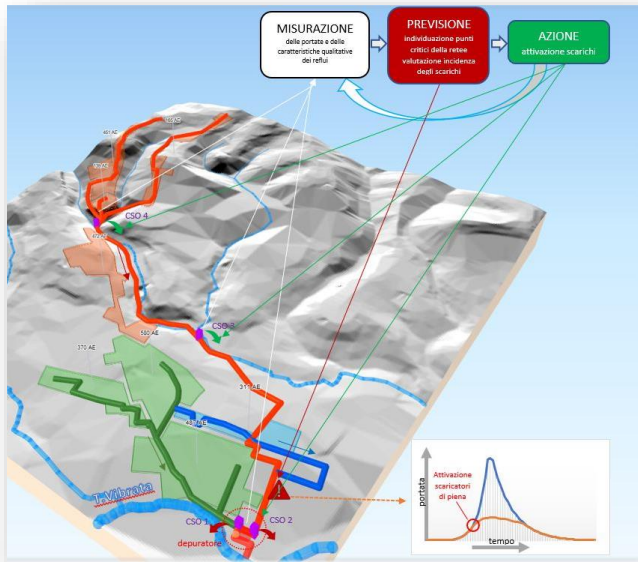 MISURAZIONE
delle portate e delle
caratteristiche qualitative
dei reflui
PREVISIONE
individuazione punti
critici della retee
valutazione incidenza
degli scarichi
AZIONE
attivazione scarichi
481 AE
CSO 4
CSO 3
580 AE
370 AE
311 AE
T. Vibrata
CSO 1
CSO 2
depuratore
Attivazione
scaricatori
di piena
portata
tempo